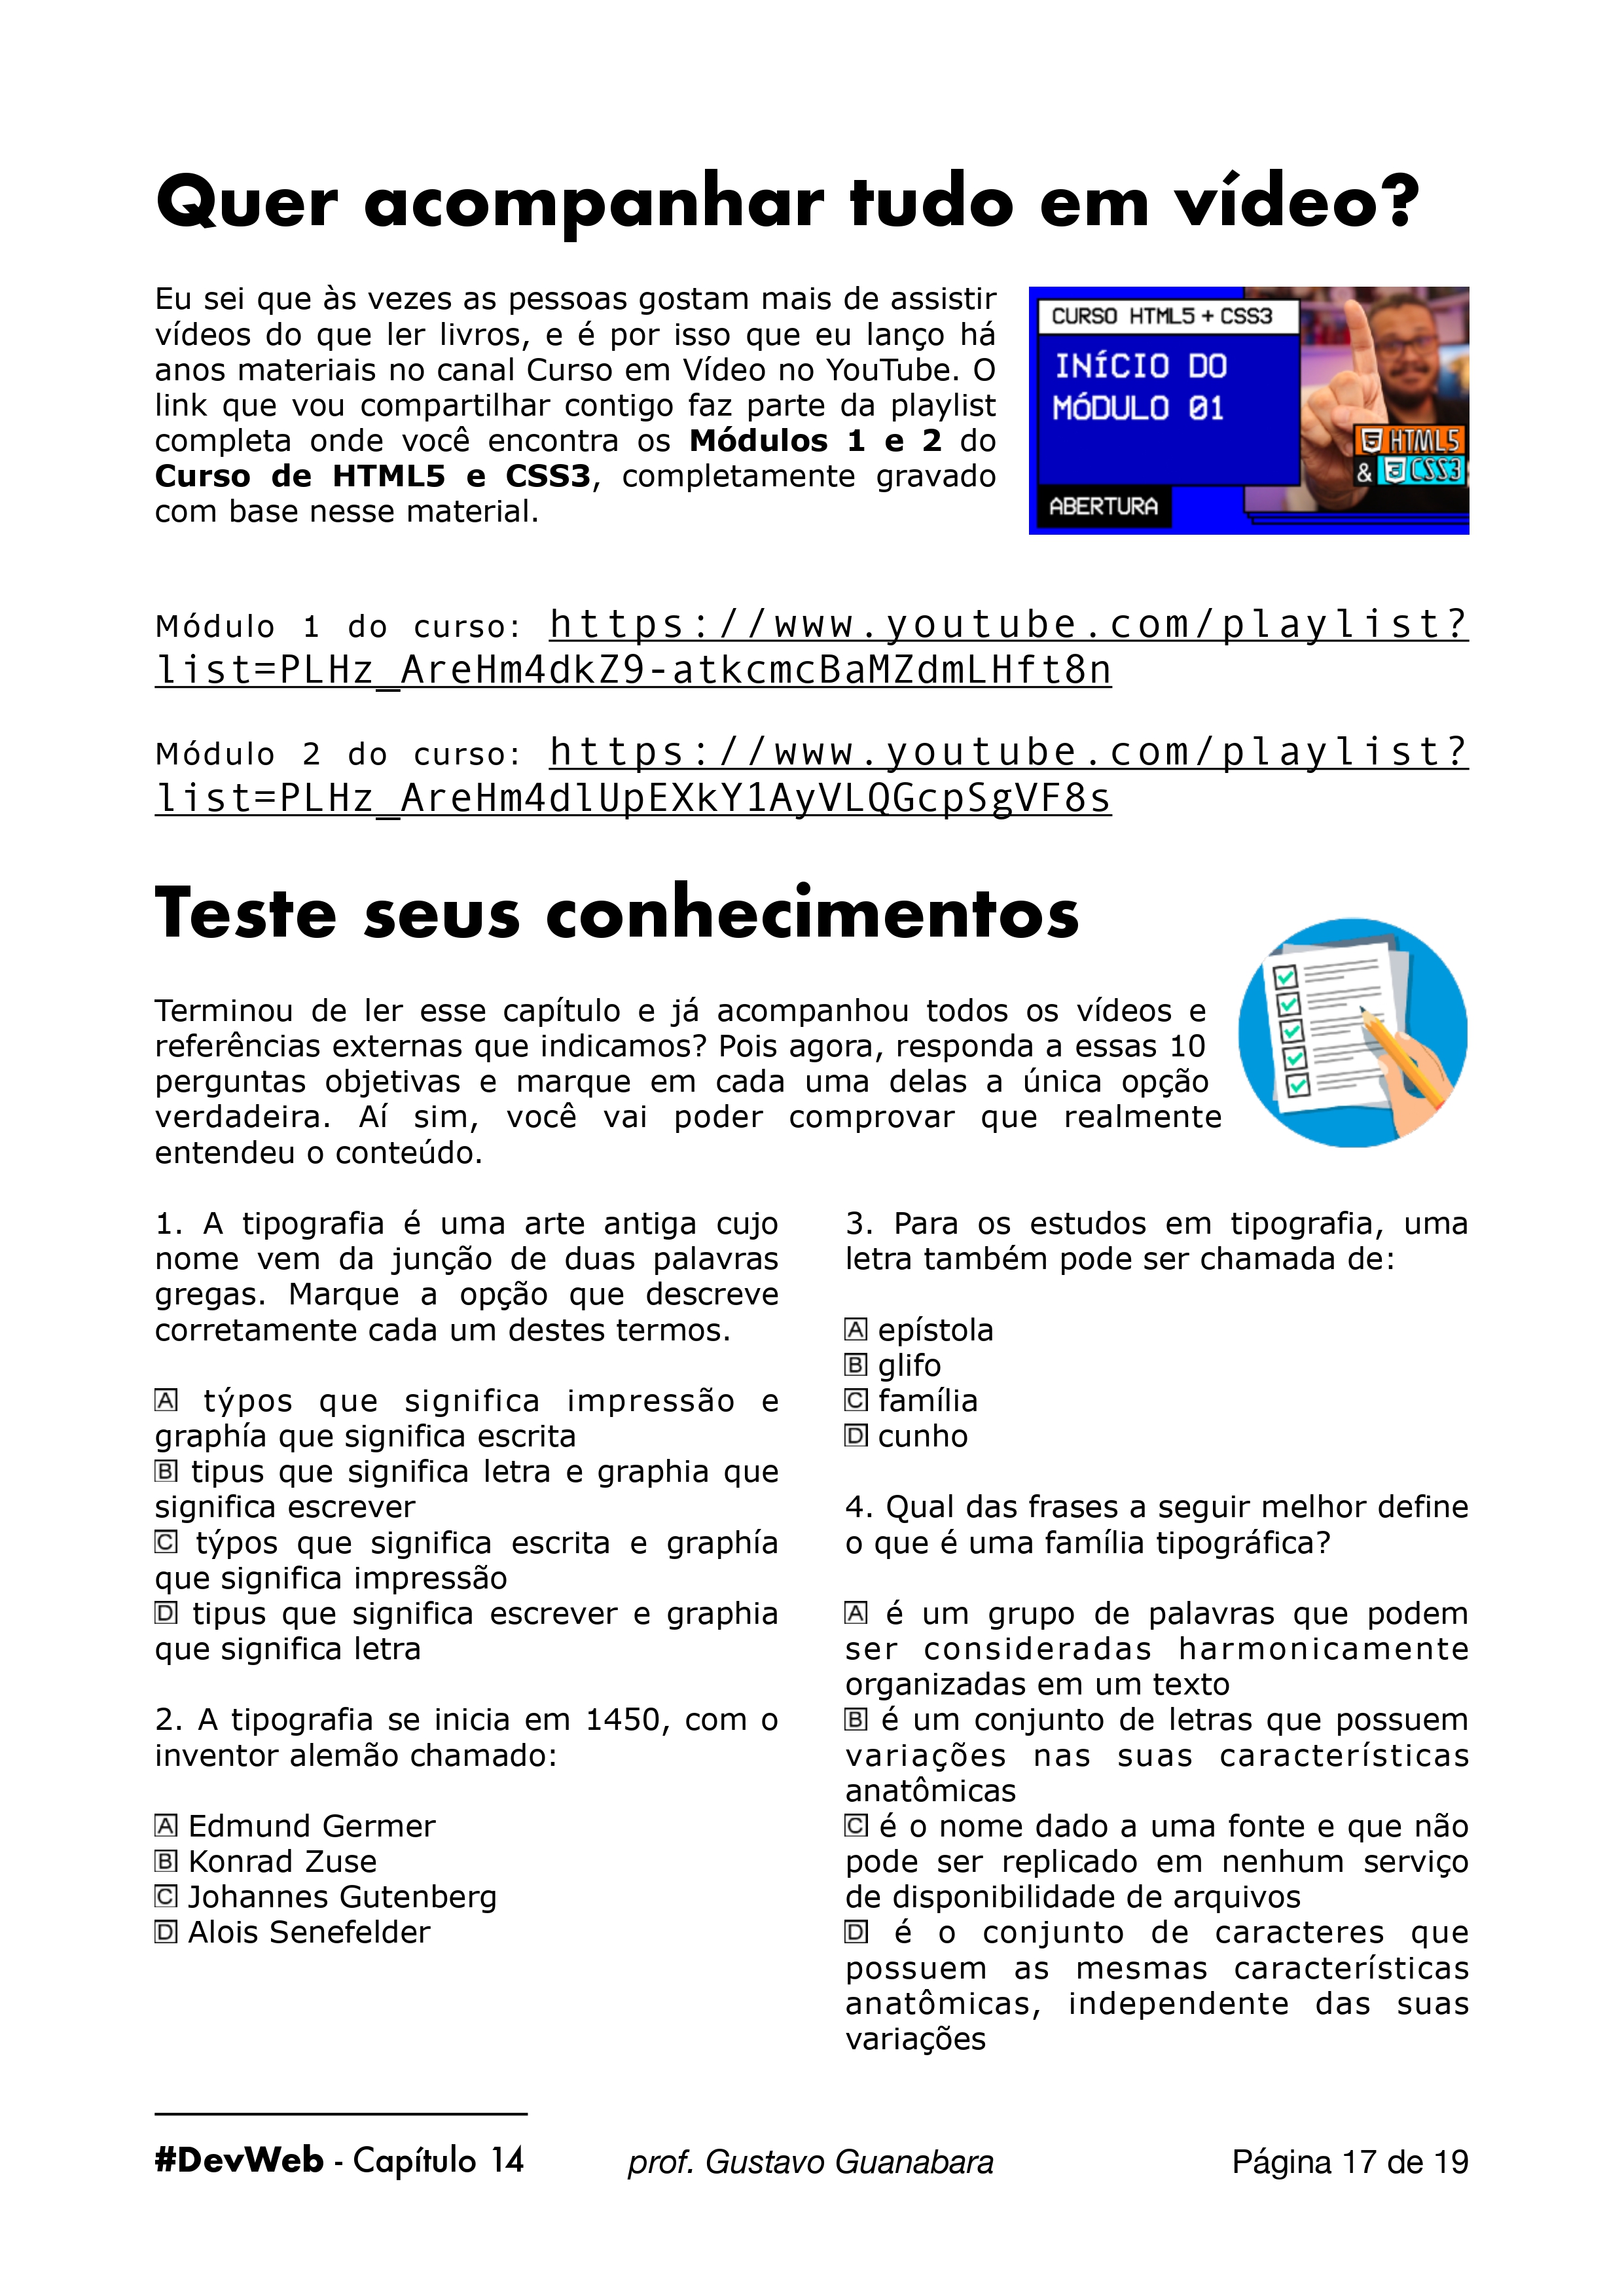 Quer acompanhar tudo em vídeo?
Eu sei que às vezes as pessoas gostam mais de assistir
vídeos do que ler livros, e é por isso que eu lanço há
anos materiais no canal Curso em Vídeo no YouTube. O
link que vou compartilhar contigo faz parte da playlist
completa onde você encontra os Módulos 1 e 2 do
Curso de HTML5 e CSS3, completamente gravado
com base nesse material.
CURSO HTML5 + CSS3
INÍCIO DO
MÓDULO 01
HTML5
& CSS3
ABERTURA
Módulo 1 do curso: https://www.youtube.com/playlist?
list=PLHz_AreHm4dkZ9-atkcmcBaMZdmLHft8n
Módulo 2 do curso: https://www.youtube.com/playlist?
list=PLHz_AreHm4dlUpEXkY1AyVLQGcpSgVF8s
Teste seus conhecimentos
Terminou de ler esse capítulo e já acompanhou todos os vídeos e
referências externas que indicamos? Pois agora, responda a essas 10
perguntas objetivas e marque em cada uma delas a única opção
verdadeira. Aí sim, você vai poder comprovar que realmente
entendeu o conteúdo.
1. A tipografia é uma arte antiga cujo
nome vem da junção de duas palavras
gregas. Marque a opção que descreve
corretamente cada um destes termos.
A týpos que significa impressão e
graphía que significa escrita
B tipus que significa letra e graphia que
significa escrever
C týpos que significa escrita e graphía
que significa impressão
D tipus que significa escrever e graphia
que significa letra
2. A tipografia se inicia em 1450, com o
inventor alemão chamado:
A Edmund Germer
B Konrad Zuse
C Johannes Gutenberg
D Alois Senefelder
3. Para os estudos em tipografia, uma
letra também pode ser chamada de:
A epístola
B glifo
C família
D cunho
4. Qual das frases a seguir melhor define
o que é uma família tipográfica?
A é um grupo de palavras que podem
ser consideradas harmonicamente
organizadas em um texto
B é um conjunto de letras que possuem
variações nas suas características
anatômicas
C é o nome dado a uma fonte e que não
pode ser replicado em nenhum serviço
de disponibilidade de arquivos
D é o conjunto de caracteres que
possuem as mesmas características
anatômicas, independente das suas
variações
#DevWeb - Capítulo 14
prof. Gustavo Guanabara
Página 17 de 19